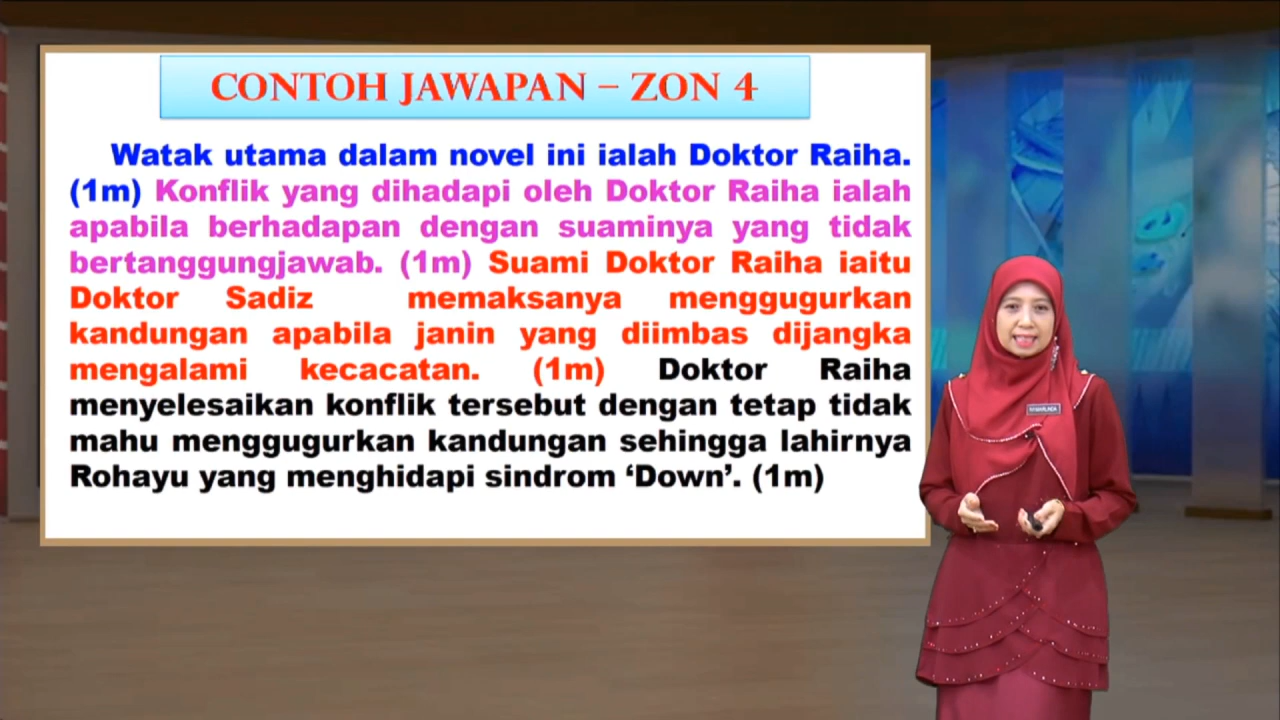 CONTOH JAWAPAN – ZON 4
Watak utama dalam novel ini ialah Doktor Raiha.
(1m) Konflik yang dihadapi oleh Doktor Raiha ialah
apabila berhadapan dengan suaminya yang tidak
bertanggungjawab. (1m) Suami Doktor Raiha iaitu
Doktor Sadiz memaksanya menggugurkan
kandungan apabila janin yang diimbas dijangka
mengalami kecacatan. (1m) Doktor Raiha
menyelesaikan konflik tersebut dengan tetap tidak
mahu menggugurkan kandungan sehingga lahirnya
Rohayu yang menghidapi sindrom ‘Down’. (1m)